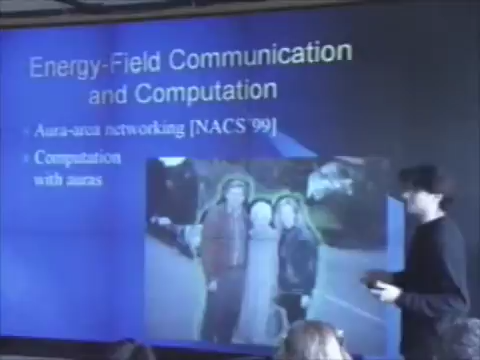 Energy-Field Communication
and Computation
Aura-area networking [NACS '99]
Computation
with auras